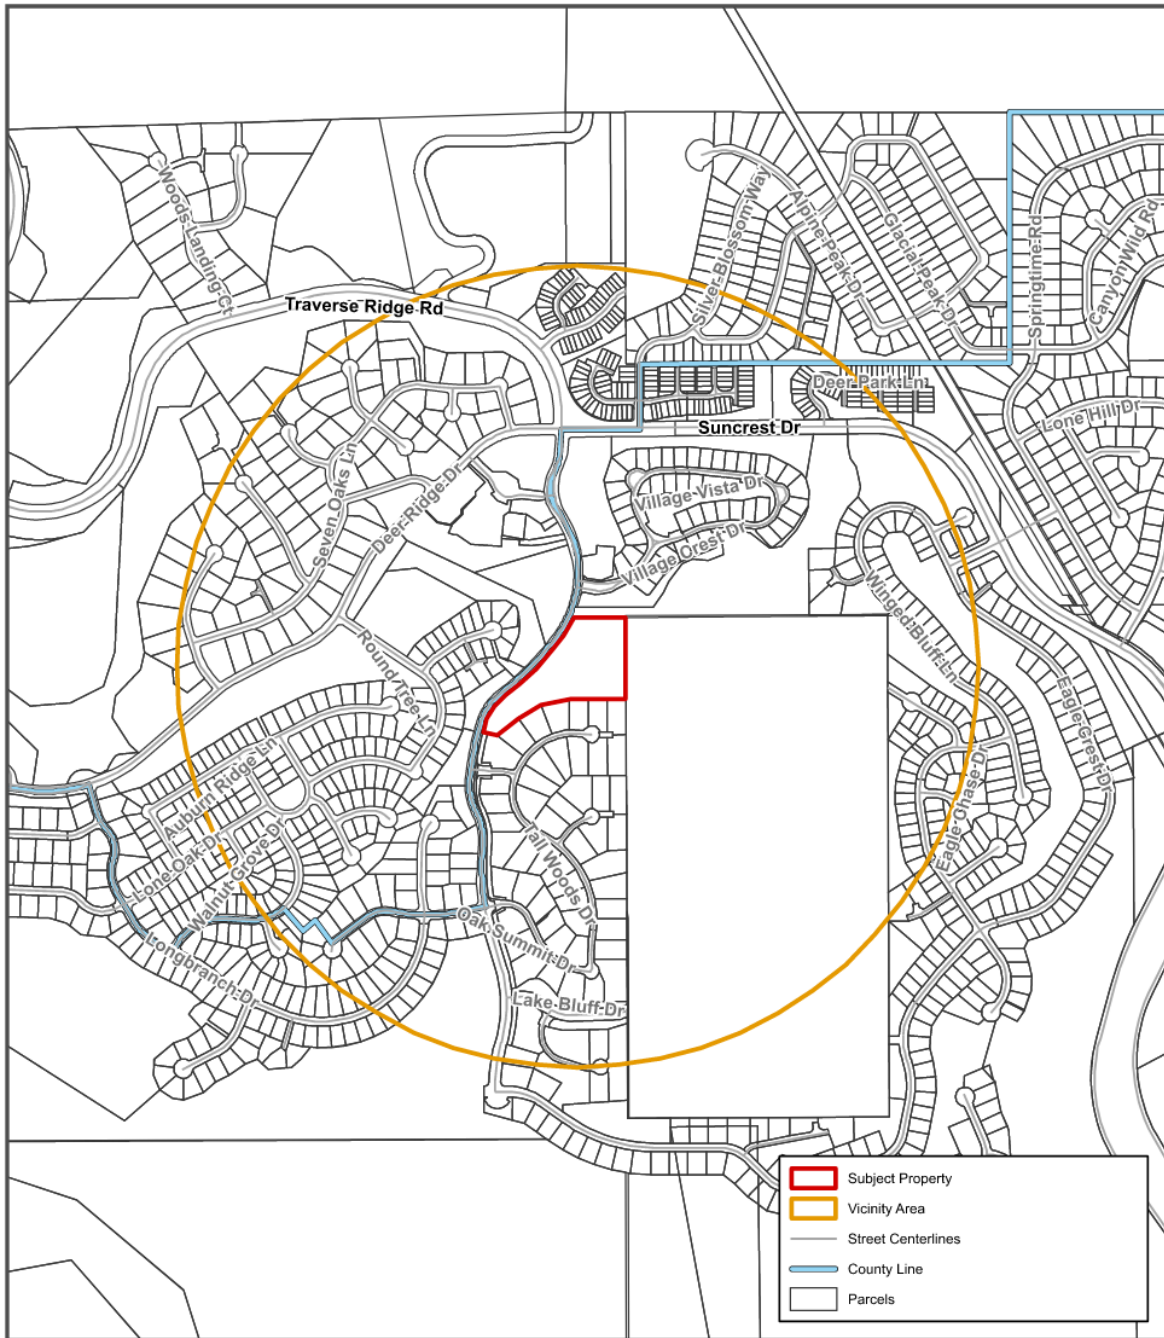 Woods Landing Ct
Silver Blossom Way
Alpine Peak Dr
Glacial Peak Dr
Springtime Rd
Canyon Wild Rd
Traverse Ridge Rd
Deer Park Ln
Lone Hill Dr
Suncrest Dr
Seven Oaks Ln
Deer Ridge Dr
Village Vista Dr
Village Crest Dr
Winged Bluff Ln
Round Tree Ln
Eagle Crest Dr
Auburn Ridge Ln
Eagle Chase Dr
Lone Oak Dr
Walnut Grove Dr
Tall Woods Dr
Oak Summit Dr
Longbranch Dr
Lake Bluff Dr
Subject Property
Vicinity Area
Street Centerlines
County Line
Parcels